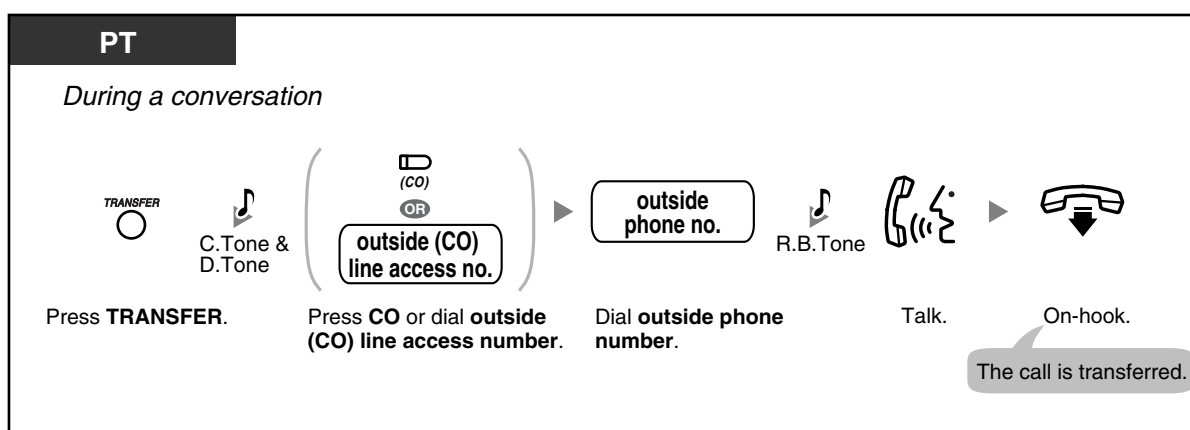 PT
During a conversation
TRANSFER
C.Tone &
D.Tone
(CO)
OR
outside (CO)
line access no.
outside
phone no.
R.B.Tone
Press TRANSFER.
Press CO or dial outside
(CO) line access number.
Dial outside phone
number.
Talk.
On-hook.
The call is transferred.